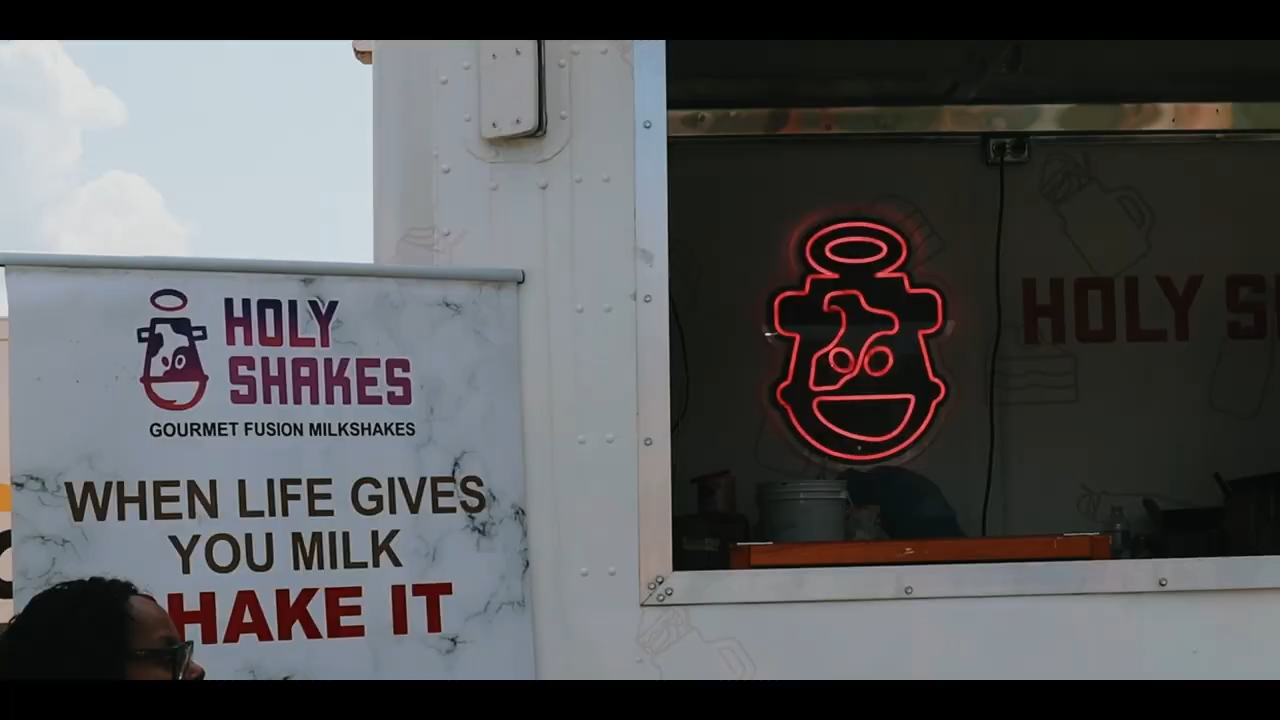 HOLY
SHAKES
GOURMET FUSION MILKSHAKES
WHEN LIFE GIVES
YOU MILK
HAKE IT
HOLY S